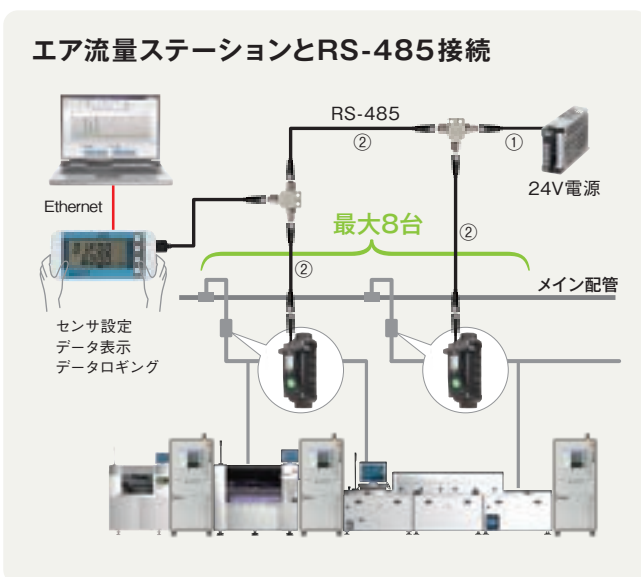 エア流量ステーションとRS-485接続
RS-485
②
①
24V電源
Ethernet
最大8台
②
②
メイン配管
センサ設定
データ表示
データロギング